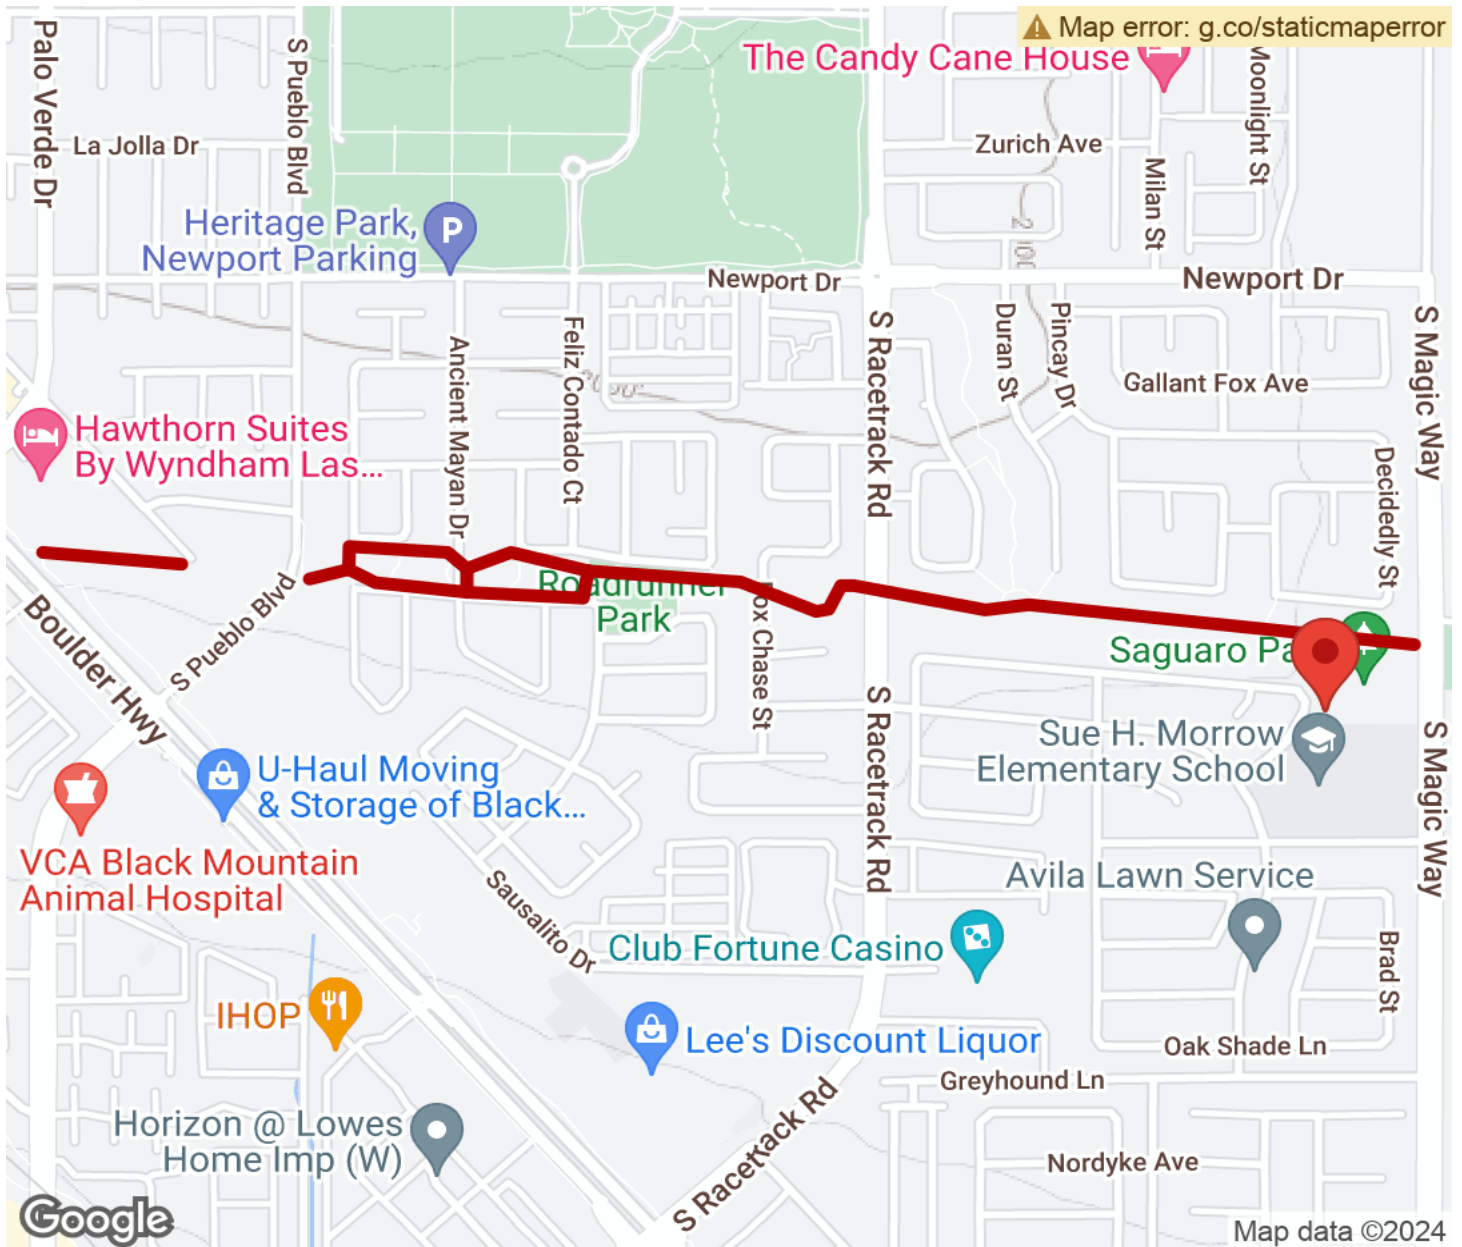 Map error: g.co/staticmaperror
The Candy Cane House
Palo Verde Dr
S Pueblo Blvd
Moonlight St
La Jolla Dr
Zurich Ave
Milan St
Heritage Park,
Newport Parking
Newport Dr
Newport Dr
S Racetrack Rd
Duran St
Pincay Dr
S Magic Way
Ancient Mayan Dr
Feliz Contado Ct
Gallant Fox Ave
Hawthorn Suites
By Wyndham Las...
Decidedly St
Roadrunner
Park
S Pueblo Blvd
Boulder Hwy
Fox Chase St
Saguaro Pa
S Racetrack Rd
Sue H. Morrow
Elementary School
S Magic Way
U-Haul Moving
& Storage of Black...
VCA Black Mountain
Animal Hospital
Sausalito Dr
Avila Lawn Service
Club Fortune Casino
Brad St
IHOP
Lee's Discount Liquor
Oak Shade Ln
Greyhound Ln
Horizon @ Lowes
Home Imp (W)
S Racetrack Rd
Nordyke Ave
Google
Map data ©2024